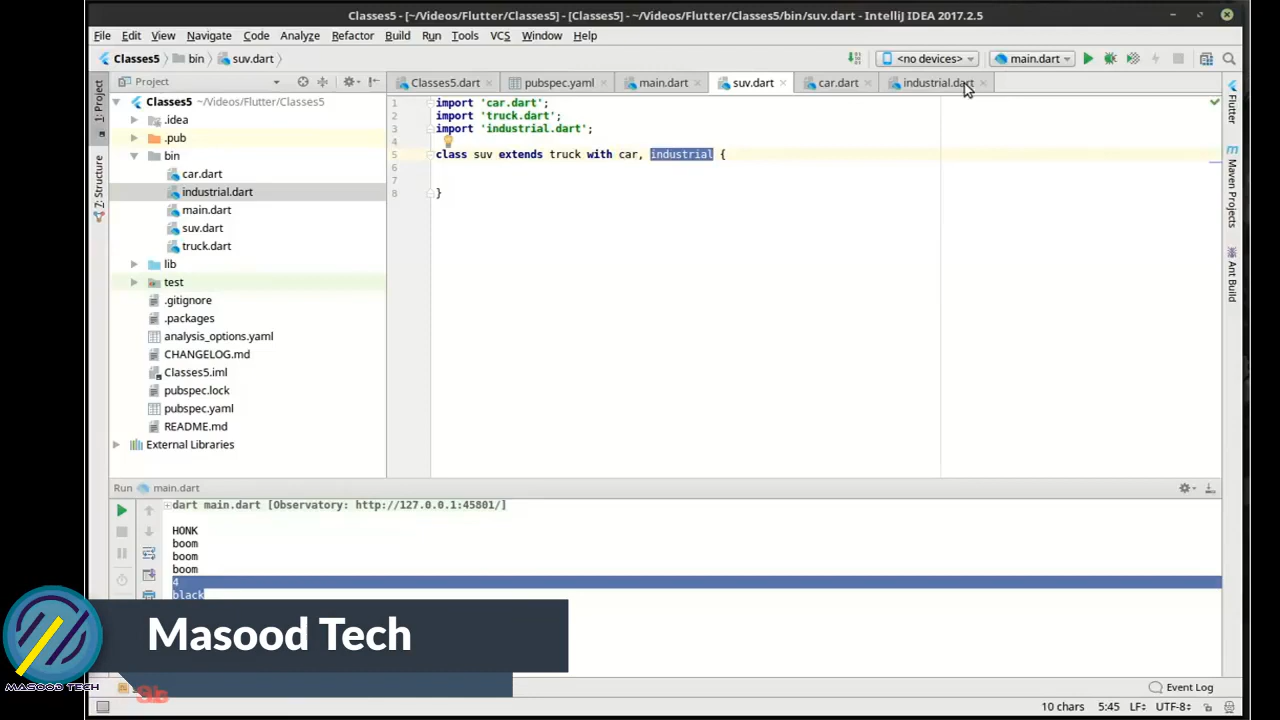 Classes5 - [~/Videos/Flutter/Classes5] - [Classes5] - ~/Videos/Flutter/Classes5/bin/suv.dart - IntelliJ IDEA 2017.2.5
File Edit View Navigate Code Analyze Refactor Build Run Tools VCS Window Help
Classes5 bin suv.dart <no devices> main.dart
Project Classes5.dart pubspec.yaml main.dart suv.dart car.dart industrial.dart
1: Project
7: Structure
Classes5 ~/Videos/Flutter/Classes5
.idea
.pub
bin
car.dart
industrial.dart
main.dart
suv.dart
truck.dart
lib
test
.gitignore
.packages
analysis_options.yaml
CHANGELOG.md
Classes5.iml
pubspec.lock
pubspec.yaml
README.md
External Libraries
1 import 'car.dart';
2 import 'truck.dart';
3 import 'industrial.dart';
4
5 class suv extends truck with car, industrial {
6
7
8 }
Flutter
Maven Projects
Ant Build
Run main.dart
dart main.dart [Observatory: http://127.0.0.1:45801/]
HONK
boom
boom
boom
4
black
Masood Tech
MASOOD TECH
Event Log
10 chars 5:45 LF÷ UTF-8÷